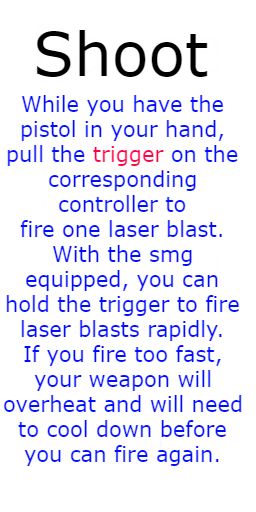 Shoot
While you have the
pistol in your hand,
pull the trigger on the
corresponding
controller to
fire one laser blast.
With the smg
equipped, you can
hold the trigger to fire
laser blasts rapidly.
If you fire too fast,
your weapon will
overheat and will need
to cool down before
you can fire again.